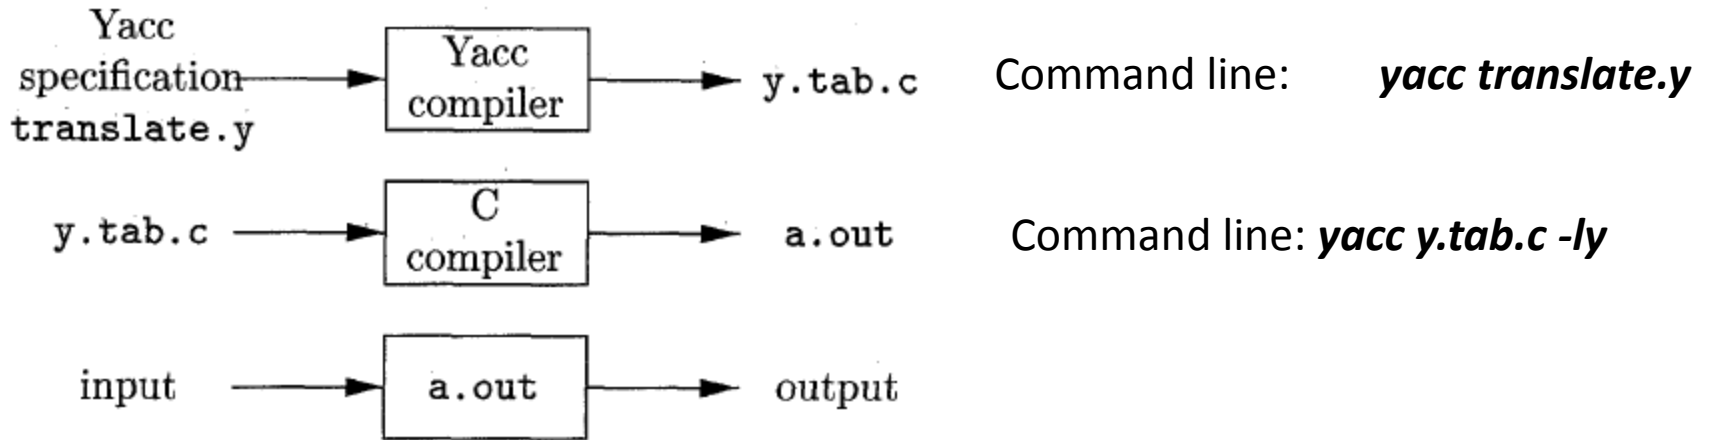 Yacc
specification
translate.y
Yacc
compiler
y.tab.c
Command line: yacc translate.y
y.tab.c
C
compiler
a.out
Command line: yacc y.tab.c -ly
input
a.out
output